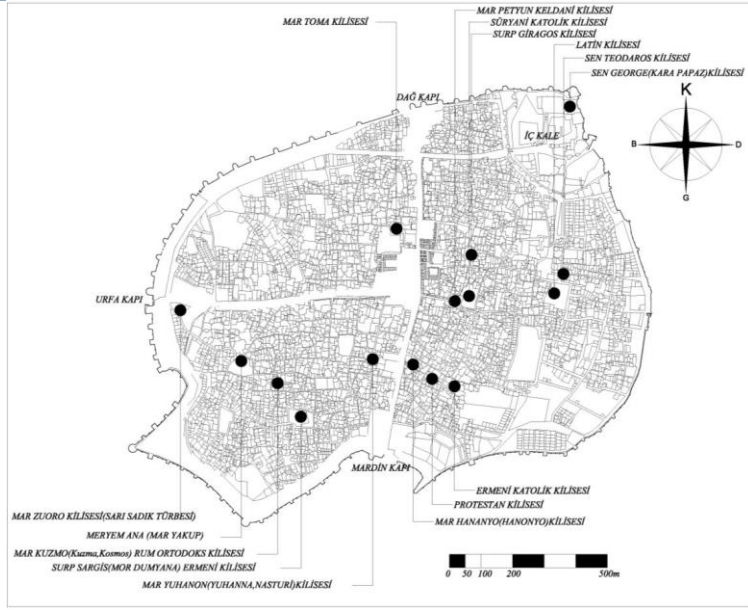 MAR PETYUN KELDANİ KİLİSESİ
MAR TOMA KİLİSESİ
SÜRYANİ KATOLİK KİLİSESİ
SURP GİRAGOS KİLİSESİ
LATİN KİLİSESİ
SEN TEODAROS KİLİSESİ
SEN GEORGE(KARA PAPAZ)KİLİSESİ
DAĞ KAPI
K
İÇ KALE
B
D
G
URFA KAPI
MARDİN KAPI
ERMENİ KATOLİK KİLİSESİ
PROTESTAN KİLİSESİ
MAR ZUORO KİLİSESİ(SARI SADIK TÜRBESİ)
MAR HANANYO(HANONYO)KİLİSESİ
MERYEM ANA (MAR YAKUP)
MAR KUZMO(Kuzma,Kosmos) RUM ORTODOKS KİLİSESİ
SURP SARGİS(MOR DUMYANA) ERMENİ KİLİSESİ
MAR YUHANON(YUHANNA,NASTURİ)KİLİSESİ
0 50 100 200 500m